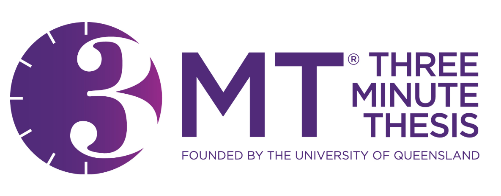 3MT® THREE
MINUTE
THESIS
FOUNDED BY THE UNIVERSITY OF QUEENSLAND